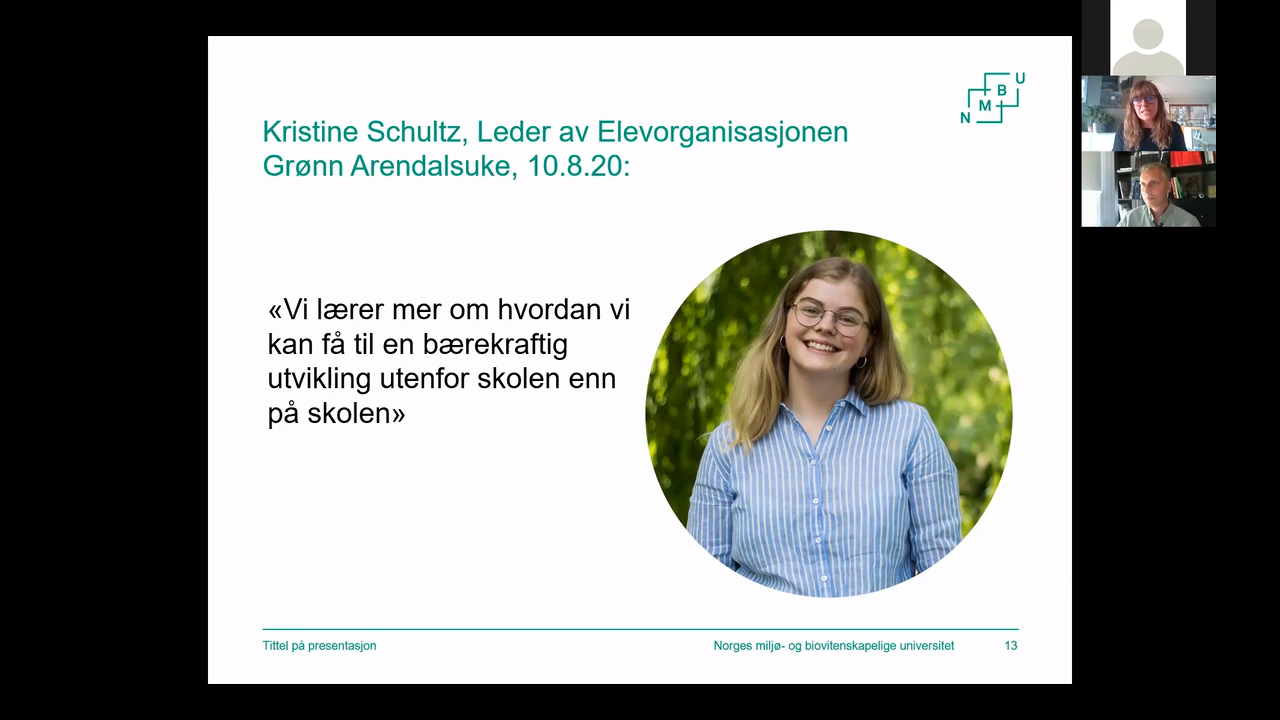 N M B U
Kristine Schultz, Leder av Elevorganisasjonen
Grønn Arendalsuke, 10.8.20:
«Vi lærer mer om hvordan vi
kan få til en bærekraftig
utvikling utenfor skolen enn
på skolen»
Tittel på presentasjon
Norges miljø- og biovitenskapelige universitet
13